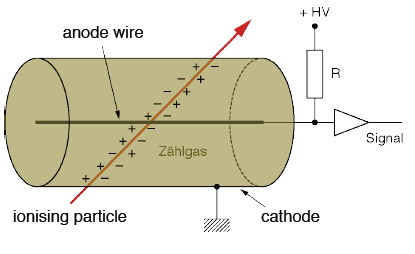 + HV
anode wire
R
Zählgas
Signal
ionising particle
cathode